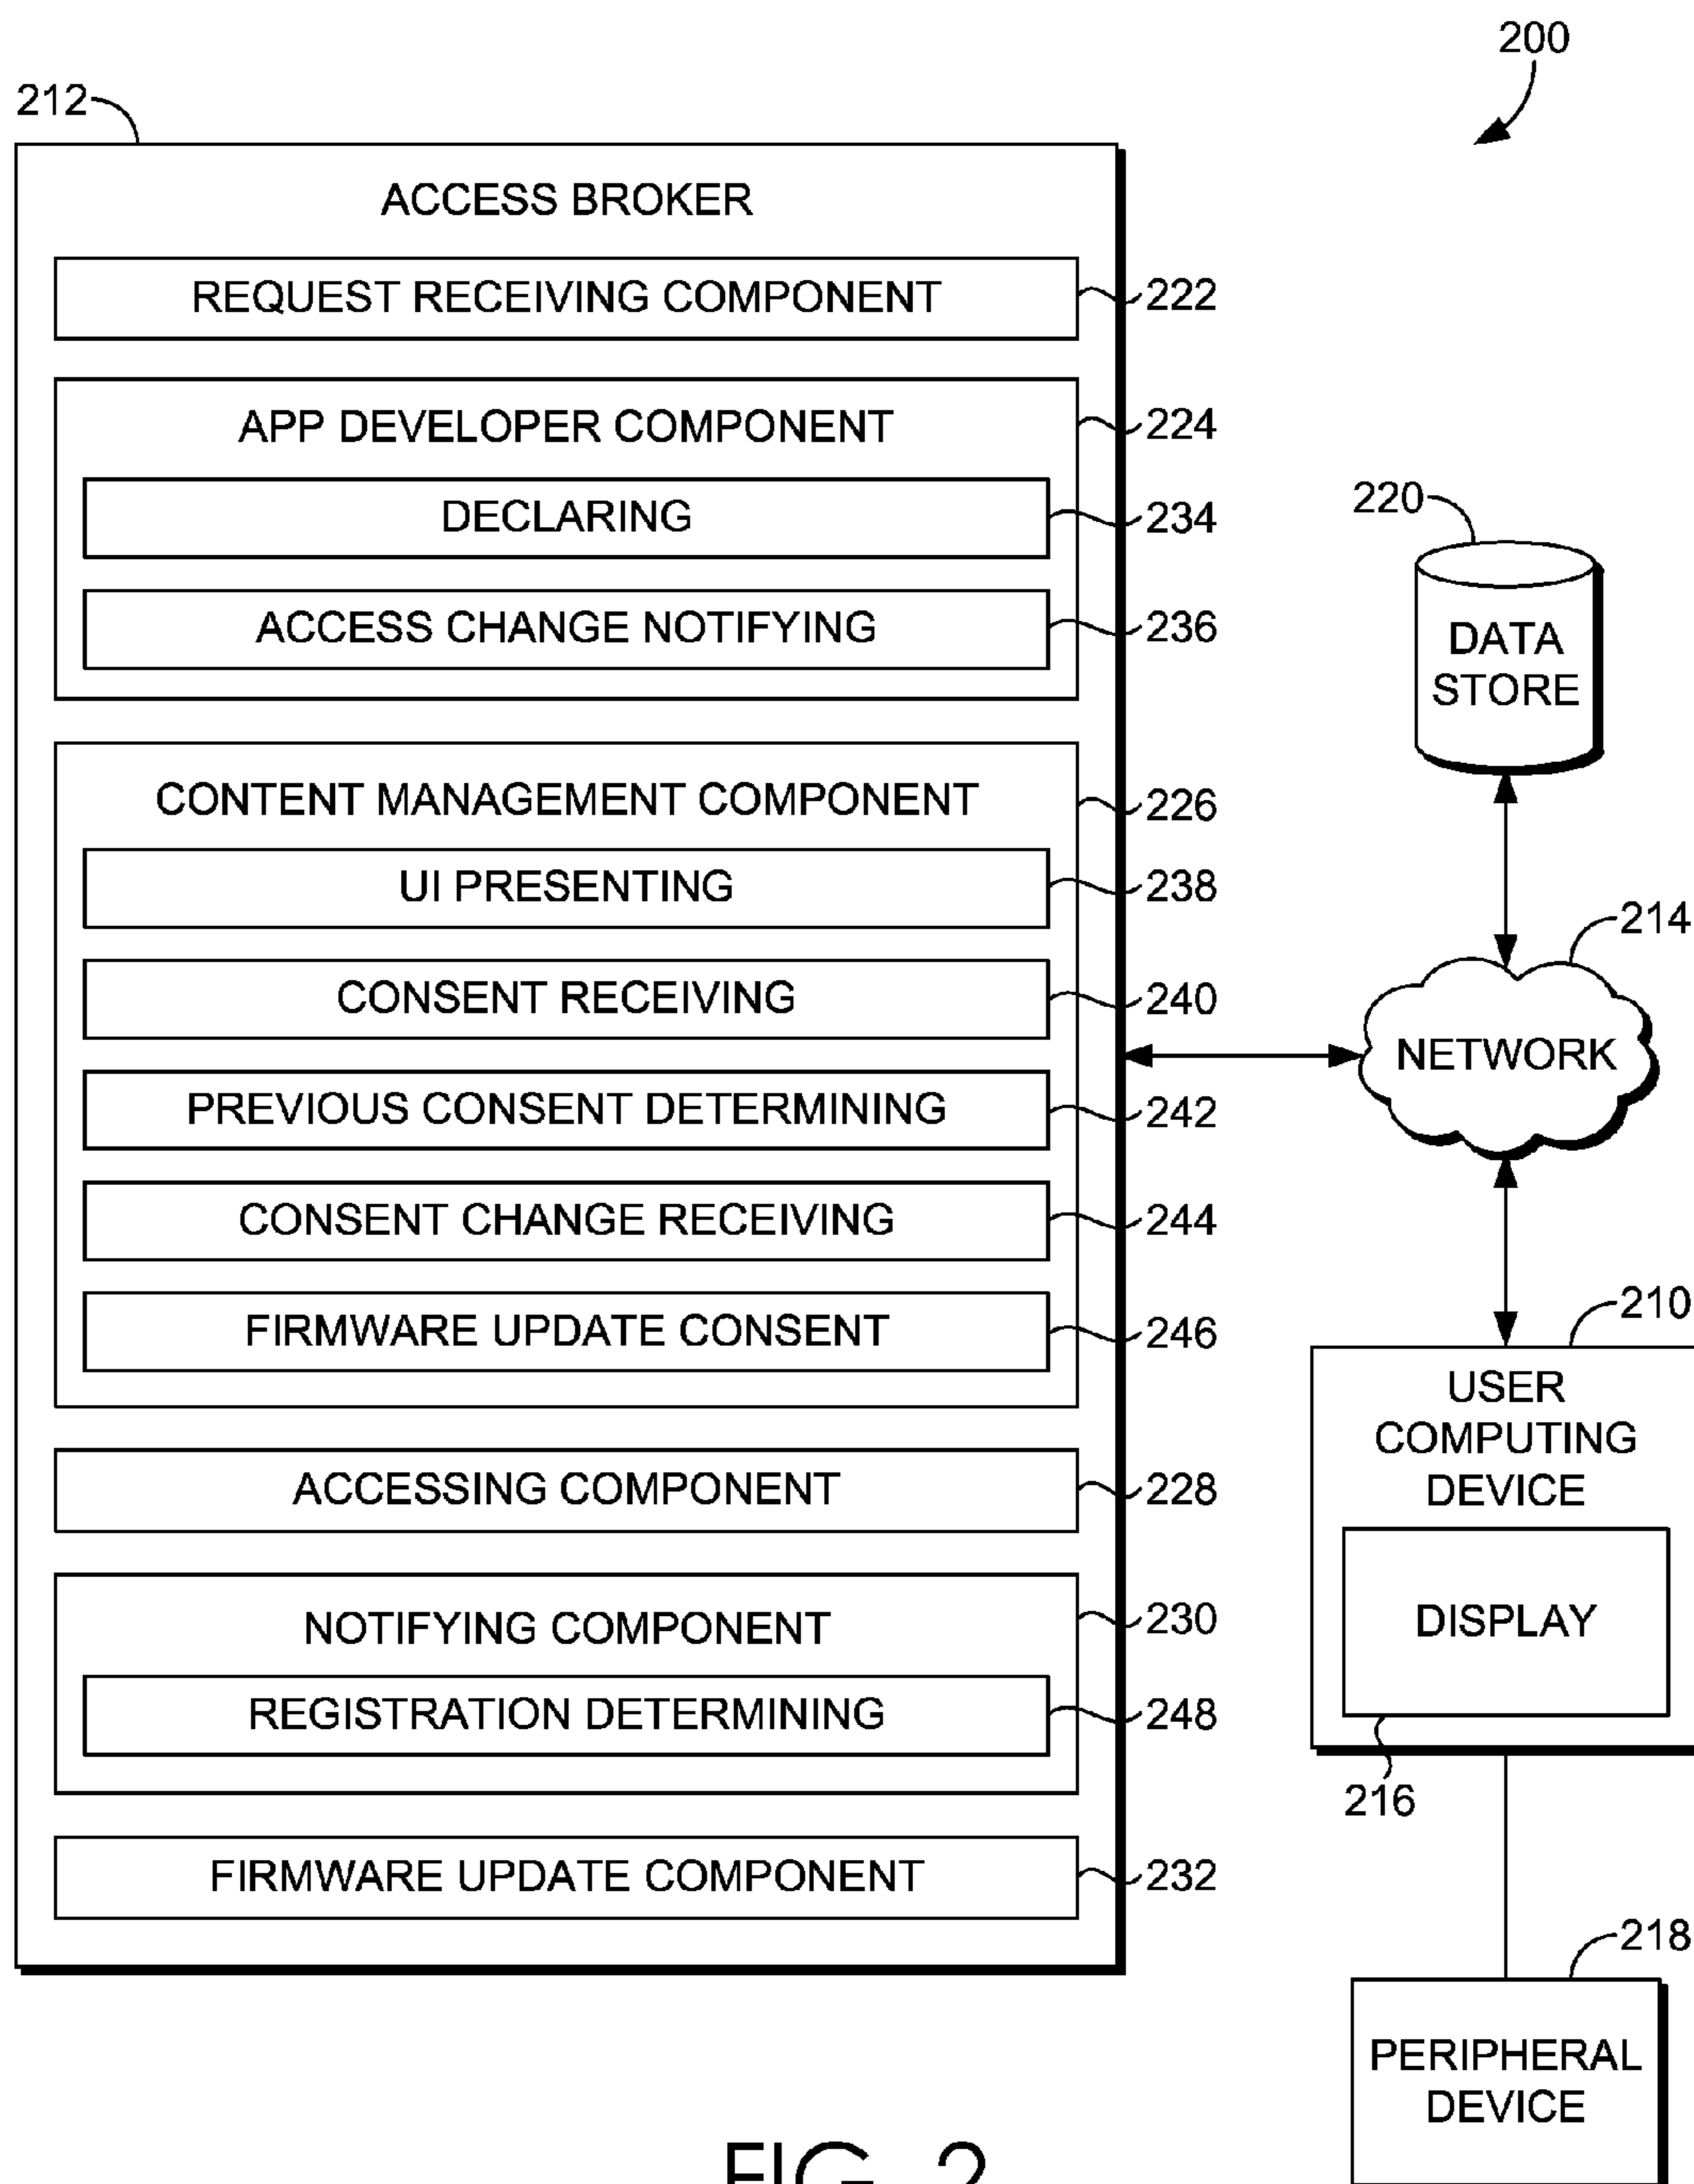 200
212
ACCESS BROKER
REQUEST RECEIVING COMPONENT
222
APP DEVELOPER COMPONENT
224
DECLARING
234
ACCESS CHANGE NOTIFYING
236
CONTENT MANAGEMENT COMPONENT
226
UI PRESENTING
238
CONSENT RECEIVING
240
PREVIOUS CONSENT DETERMINING
242
CONSENT CHANGE RECEIVING
244
FIRMWARE UPDATE CONSENT
246
ACCESSING COMPONENT
228
NOTIFYING COMPONENT
230
REGISTRATION DETERMINING
248
FIRMWARE UPDATE COMPONENT
232
220
DATA
STORE
214
NETWORK
210
USER
COMPUTING
DEVICE
DISPLAY
216
218
PERIPHERAL
DEVICE
FIG. 2